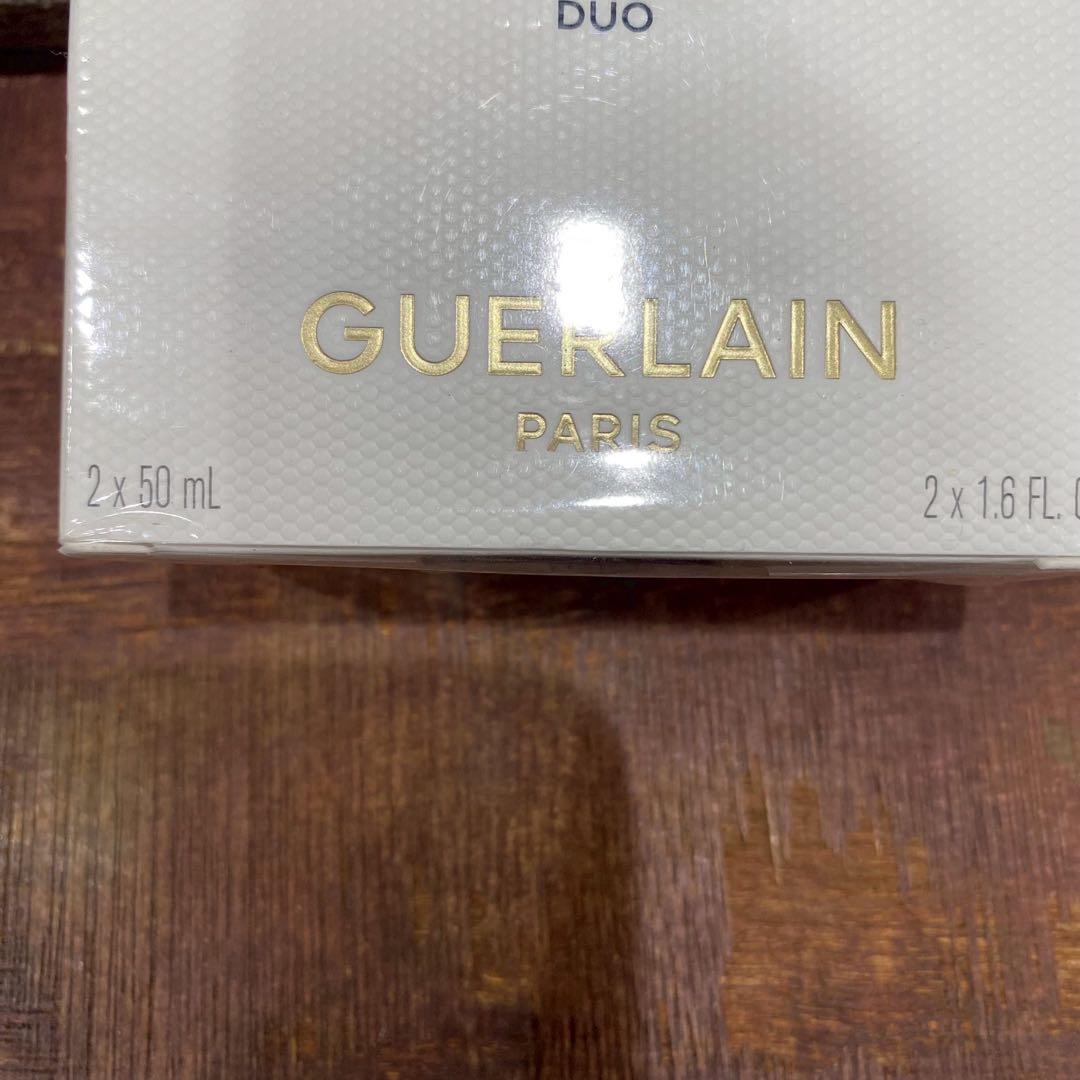 DUO
GUERLAIN
PARIS
2 x 50 mL
2 x 1.6 FL.